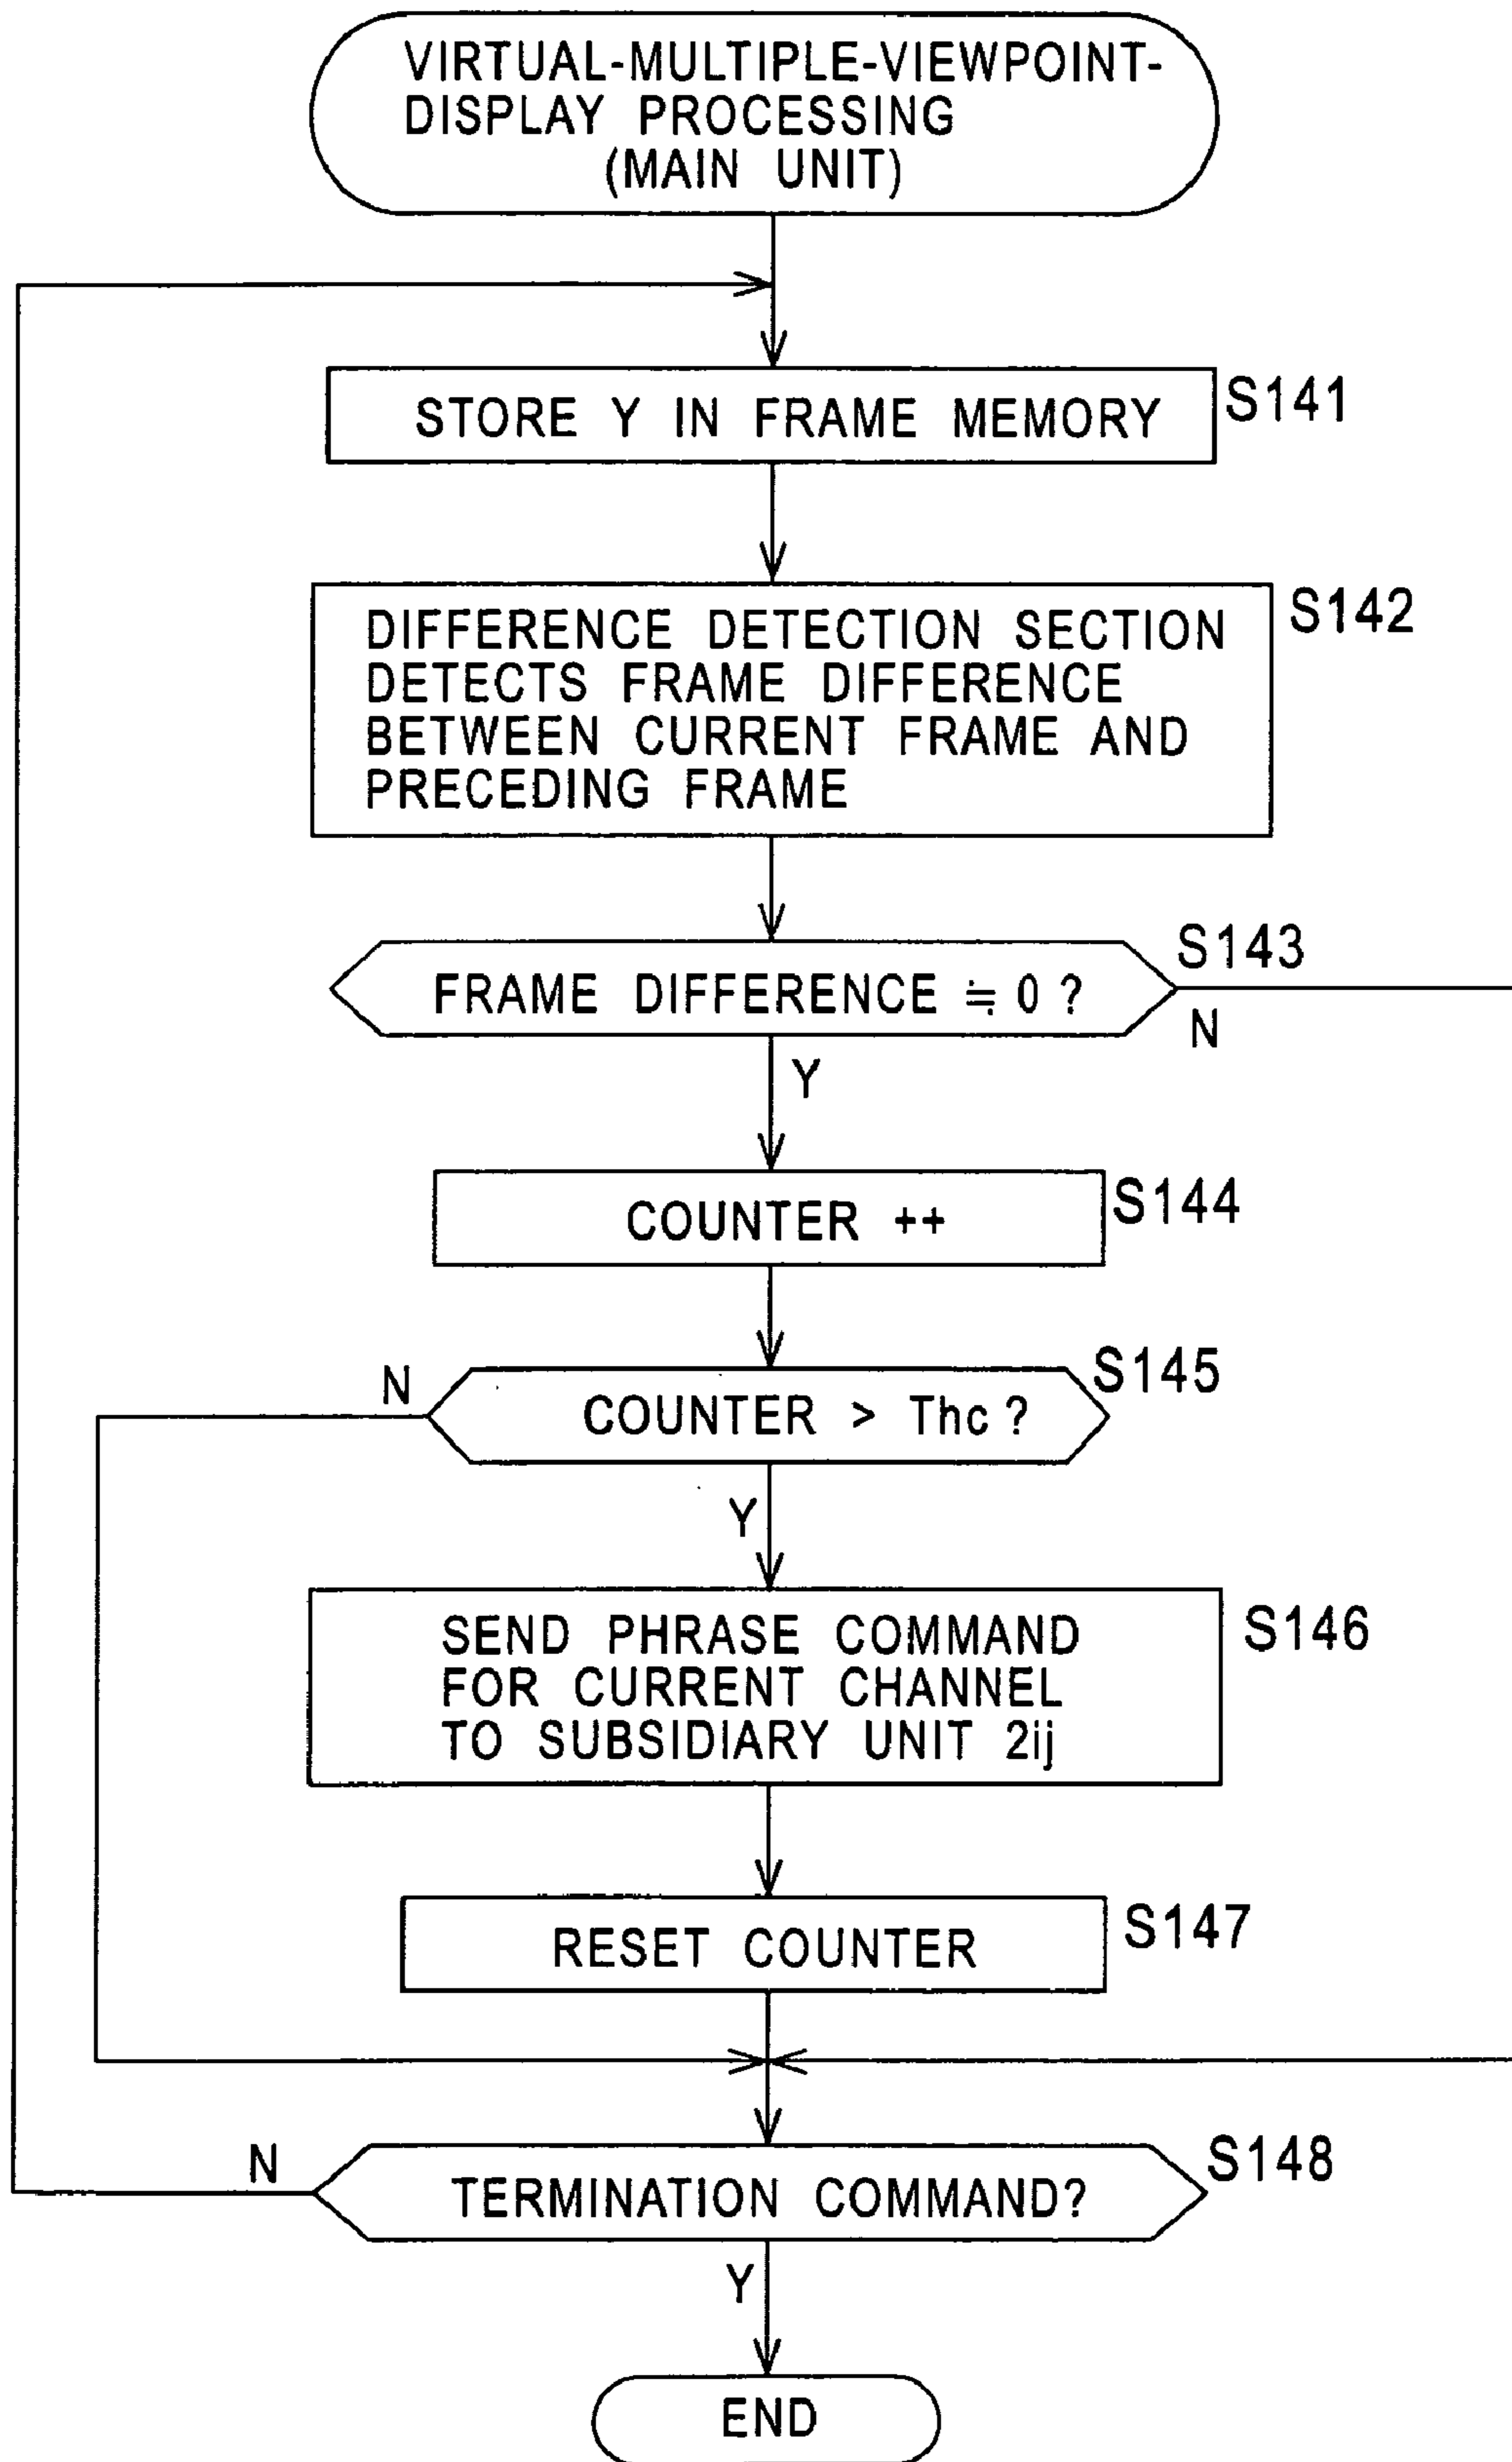 VIRTUAL-MULTIPLE-VIEWPOINT-
DISPLAY PROCESSING
(MAIN UNIT)
STORE Y IN FRAME MEMORY
S141
DIFFERENCE DETECTION SECTION
DETECTS FRAME DIFFERENCE
BETWEEN CURRENT FRAME AND
PRECEDING FRAME
S142
FRAME DIFFERENCE ≒ 0 ?
S143
N
Y
COUNTER ++
S144
COUNTER > Thc ?
S145
N
Y
SEND PHRASE COMMAND
FOR CURRENT CHANNEL
TO SUBSIDIARY UNIT 2ij
S146
RESET COUNTER
S147
TERMINATION COMMAND?
S148
N
Y
END